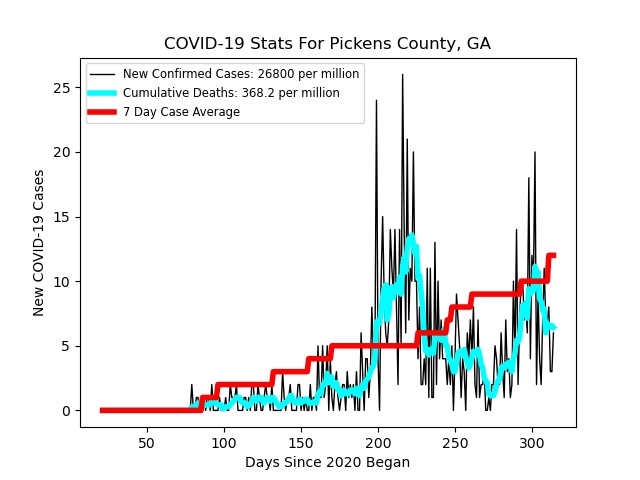 COVID-19 Stats For Pickens County, GA
New Confirmed Cases: 26800 per million
Cumulative Deaths: 368.2 per million
7 Day Case Average
New COVID-19 Cases
25
20
15
10
5
0
50 100 150 200 250 300
Days Since 2020 Began